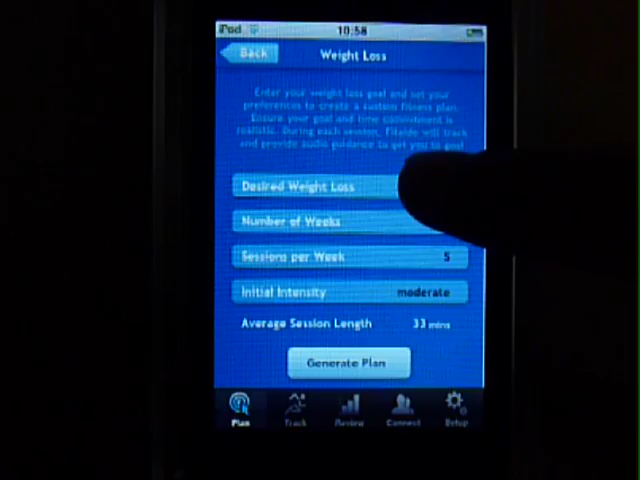 iPod 10:58
Back Weight Loss
Enter your weight loss goal and set your
preferences to create a custom fitness plan.
Ensure your goal and time commitment is
realistic. During each session, Fitaide will track
and provide audio guidance to get you to goal
Desired Weight Loss
Number of Weeks
Sessions per Week 5
Initial Intensity moderate
Average Session Length 33 mins
Generate Plan
Plan Track Review Connect Setup